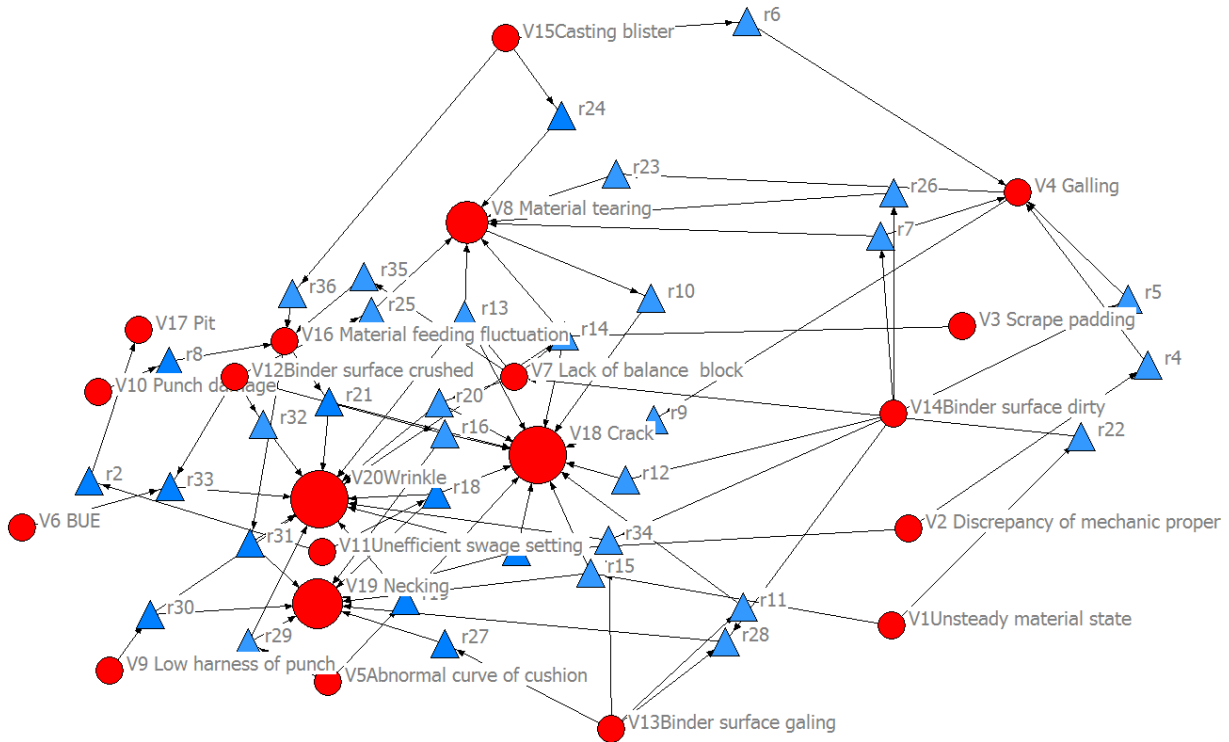 r6
V15Casting blister
r24
r23
r26
V4 Galling
V8 Material tearing
r7
r35
r36
r25
r13
r10
r5
V17 Pit
V16 Material feeding fluctuation
r14
V3 Scrape padding
r8
V12Binder surface crushed
V7 Lack of balance block
r4
V10 Punch damage
r21
r20
r9
V14Binder surface dirty
r32
r16
V18 Crack
r22
r2
r33
V20Wrinkle
r12
r18
V6 BUE
r31
V11Unefficient swage setting
r34
V2 Discrepancy of mechanic proper
r15
V19 Necking
r19
r30
r11
V1Unsteady material state
r29
r27
r28
V9 Low harness of punch
V5Abnormal curve of cushion
V13Binder surface galing